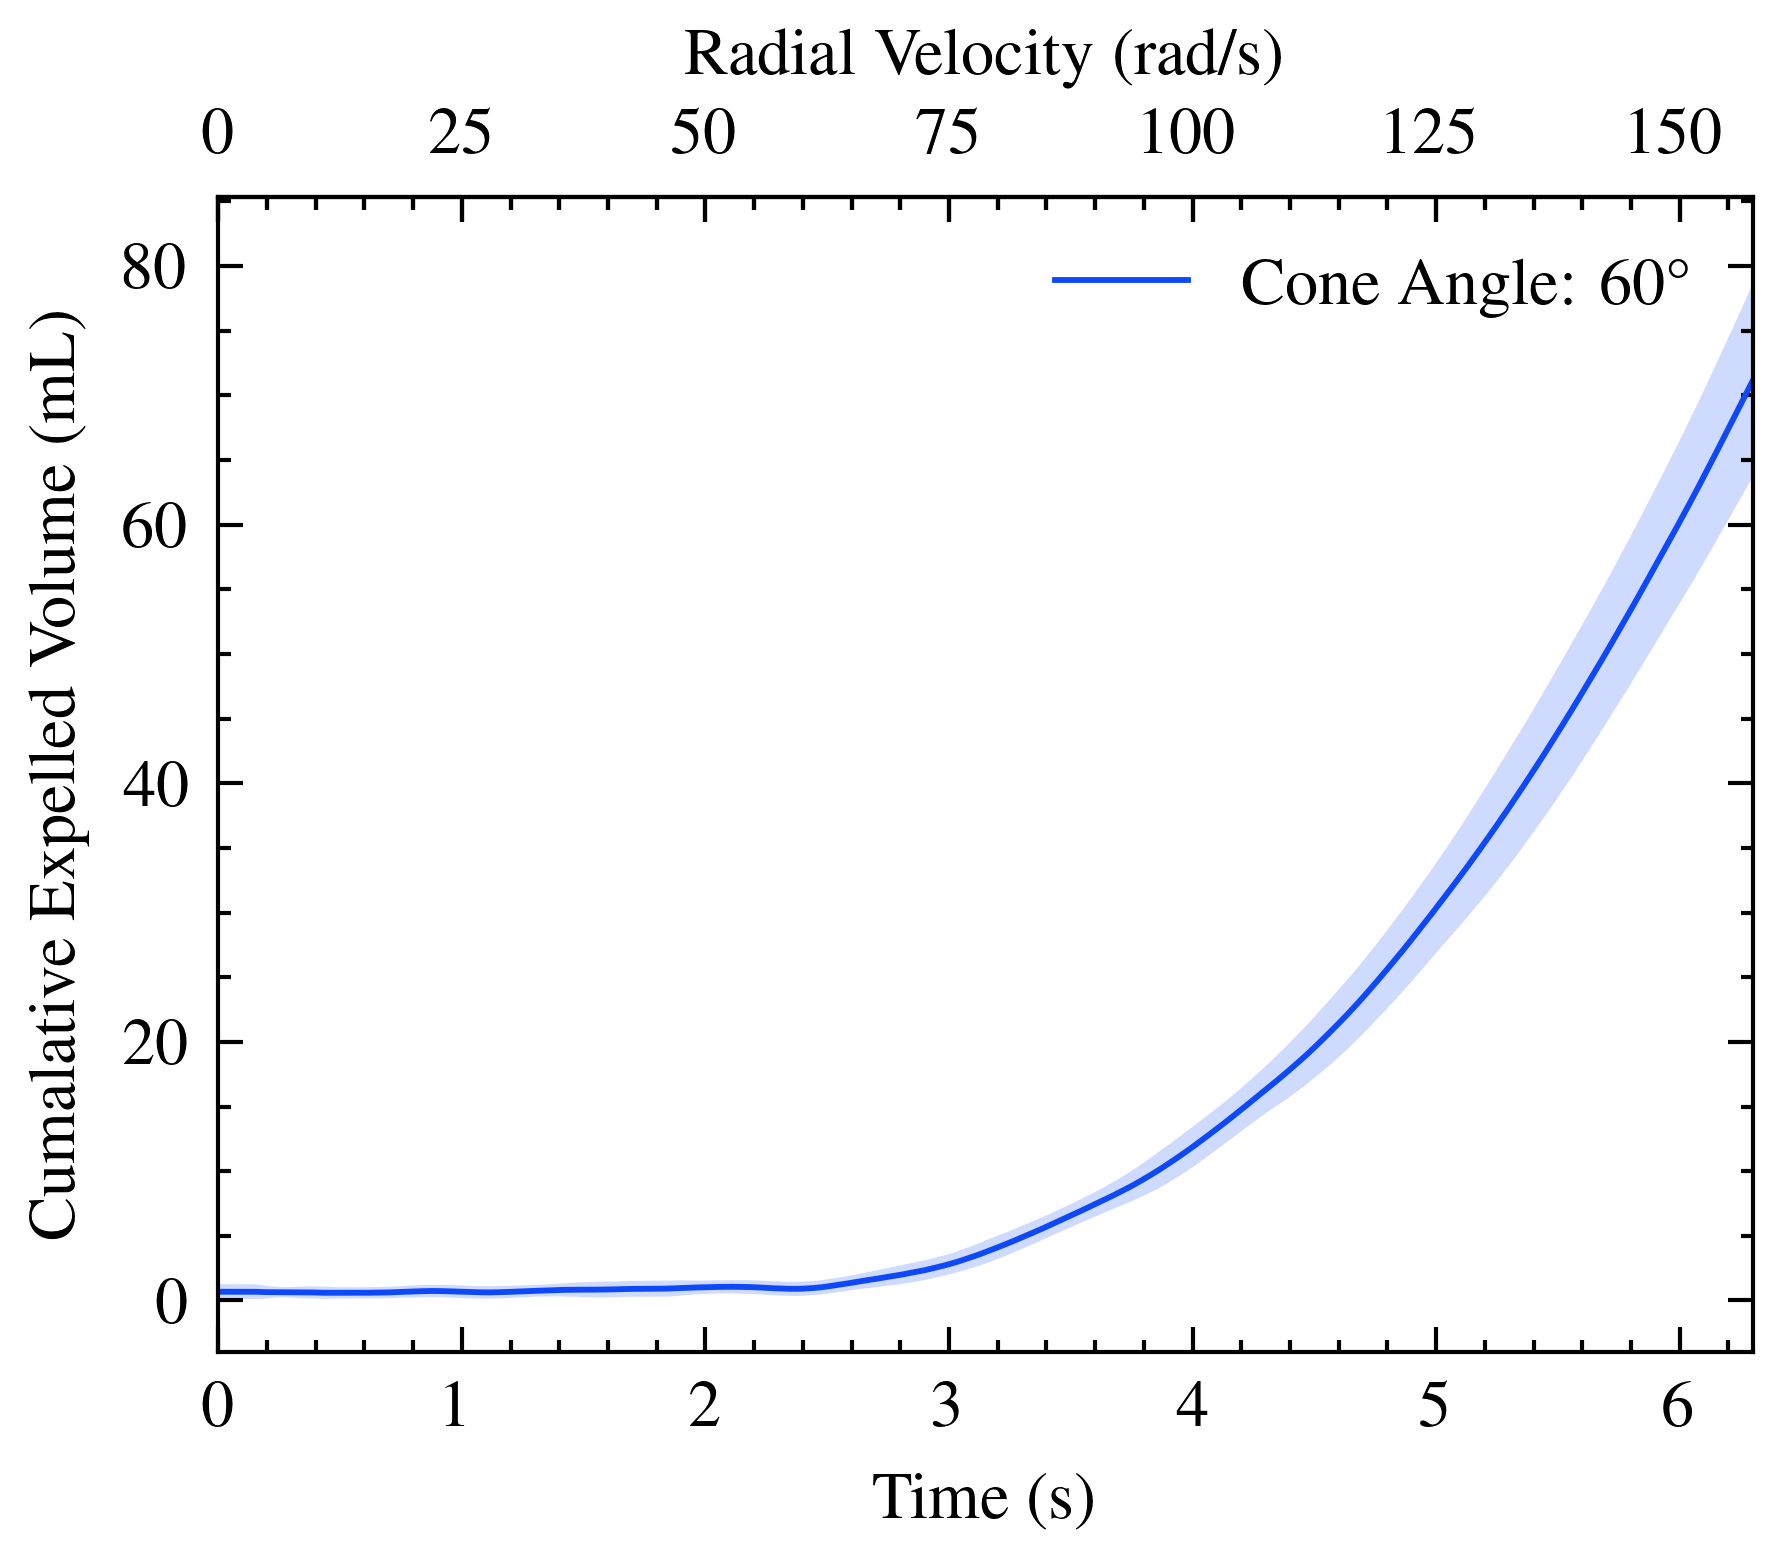 Radial Velocity (rad/s)
0 25 50 75 100 125 150
Cone Angle: 60°
80
60
40
20
0
Cumalative Expelled Volume (mL)
0 1 2 3 4 5 6
Time (s)